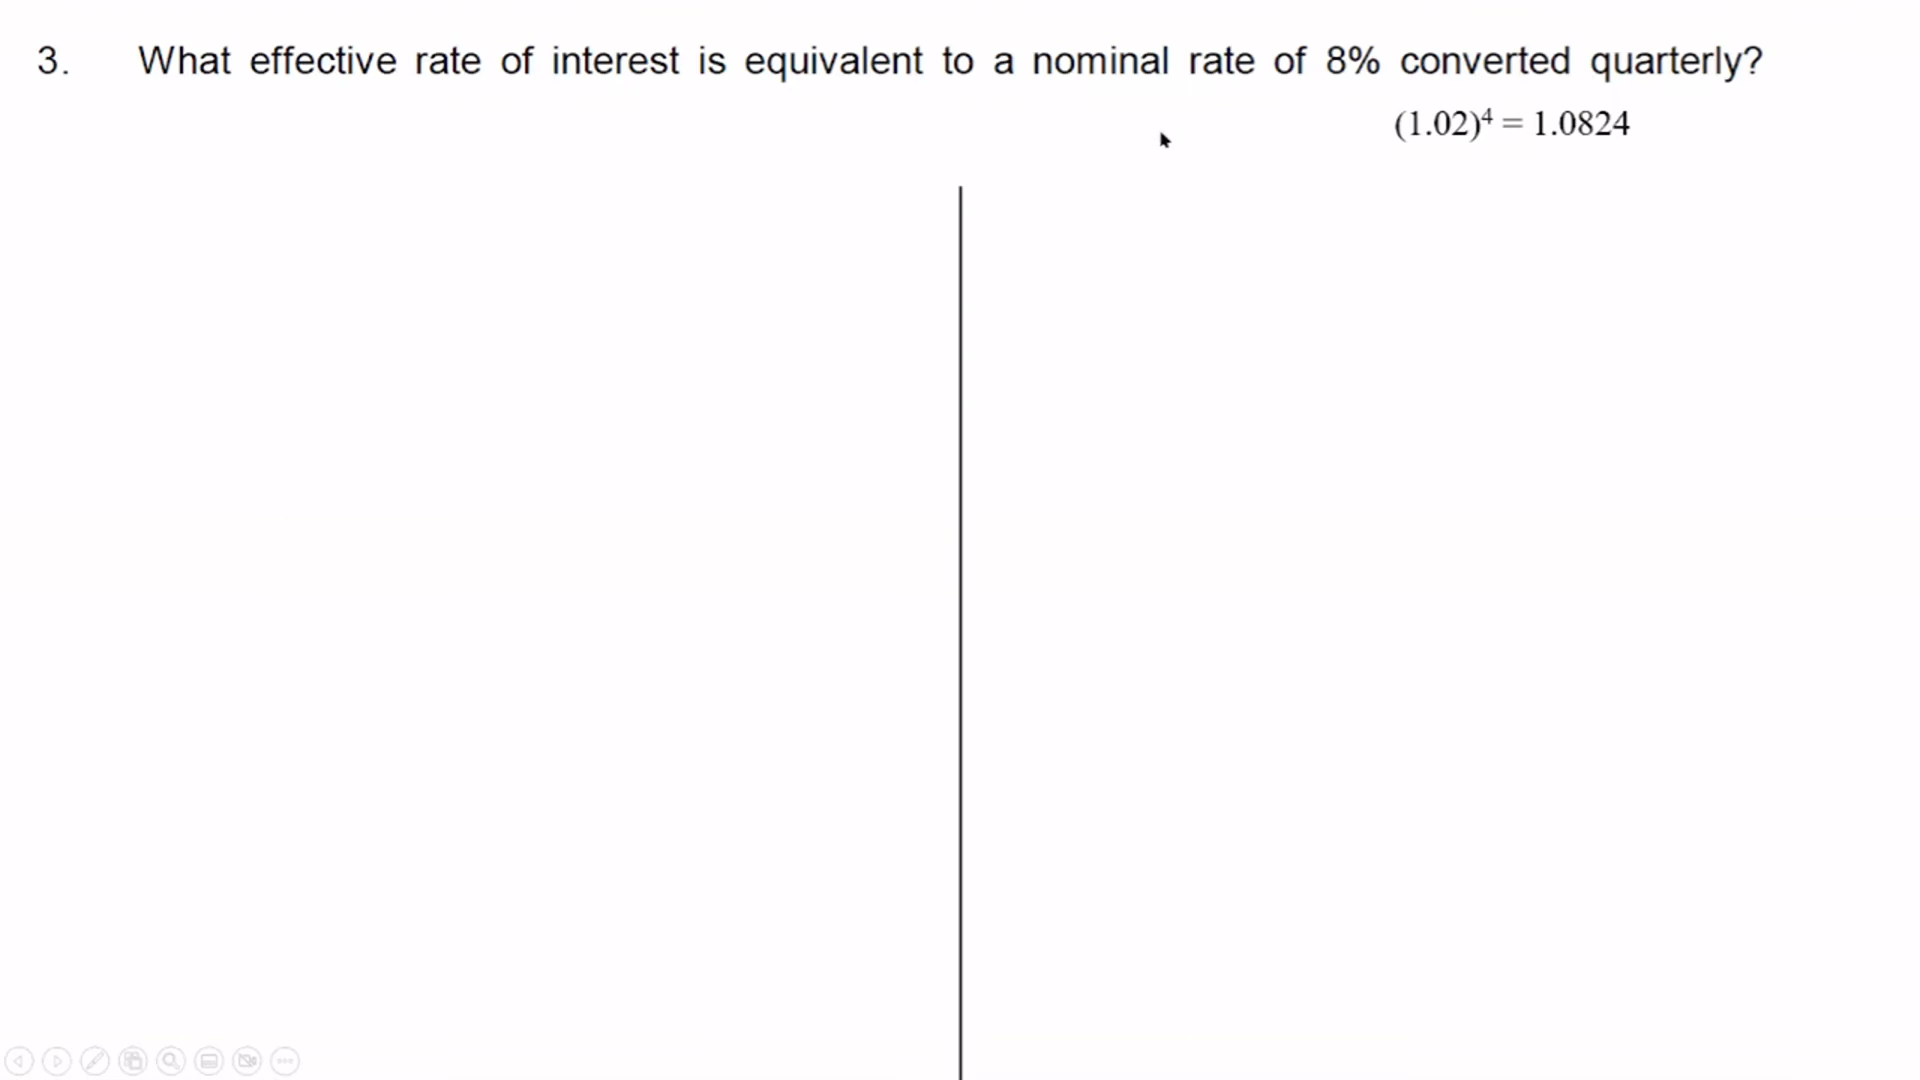 3. What effective rate of interest is equivalent to a nominal rate of 8% converted quarterly?
(1.02)⁴ = 1.0824